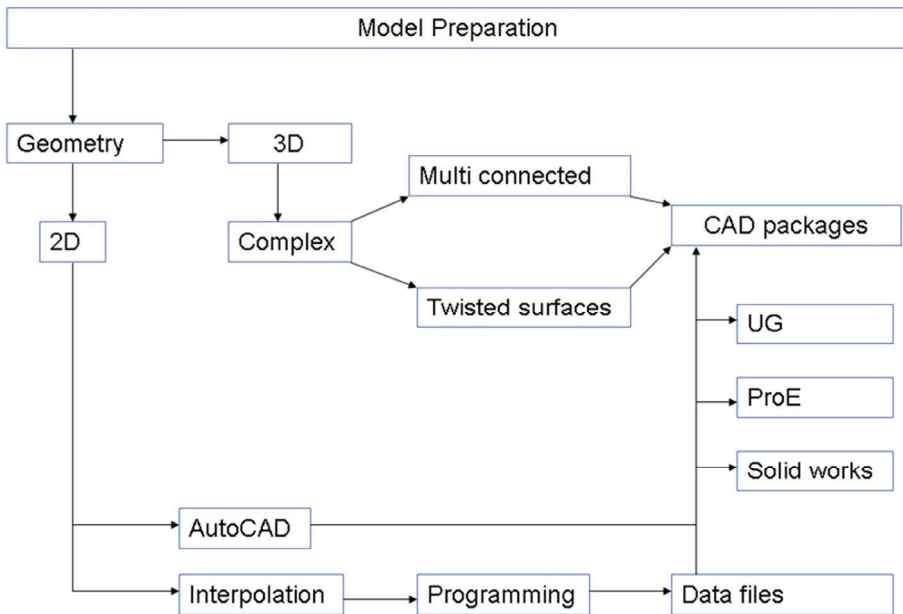 Model Preparation
Geometry
3D
Multi connected
2D
Complex
CAD packages
Twisted surfaces
UG
ProE
Solid works
AutoCAD
Interpolation
Programming
Data files